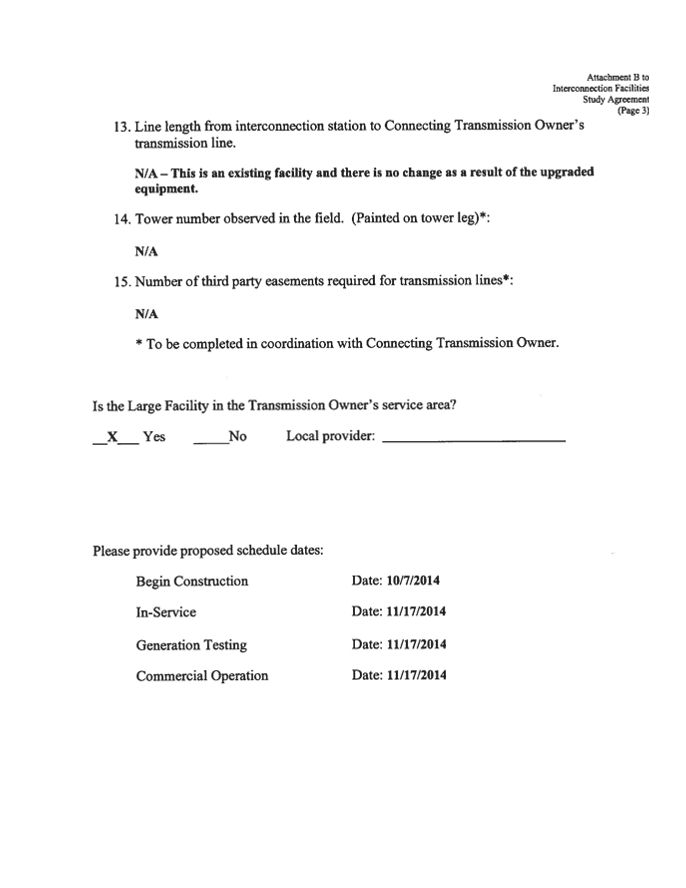 Attachment B to
Interconnection Facilities
Study Agreement
(Page 3)
13. Line length from interconnection station to Connecting Transmission Owner's
transmission line.
N/A – This is an existing facility and there is no change as a result of the upgraded
equipment.
14. Tower number observed in the field. (Painted on tower leg)*:
N/A
15. Number of third party easements required for transmission lines*:
N/A
* To be completed in coordination with Connecting Transmission Owner.
Is the Large Facility in the Transmission Owner's service area?
__X___ Yes _____No Local provider: _________________________
Please provide proposed schedule dates:
Begin Construction Date: 10/7/2014
In-Service Date: 11/17/2014
Generation Testing Date: 11/17/2014
Commercial Operation Date: 11/17/2014